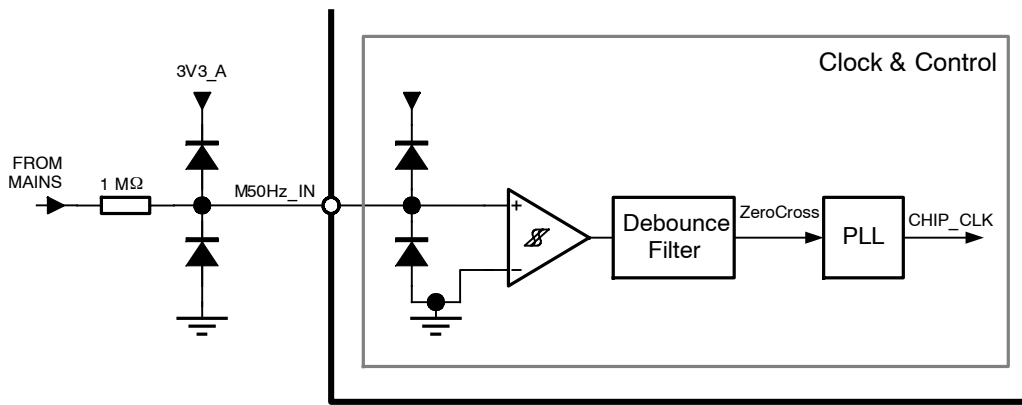 Clock & Control
3V3_A
FROM
MAINS
1 MΩ
M50Hz_IN
+
−
Debounce
Filter
ZeroCross
PLL
CHIP_CLK